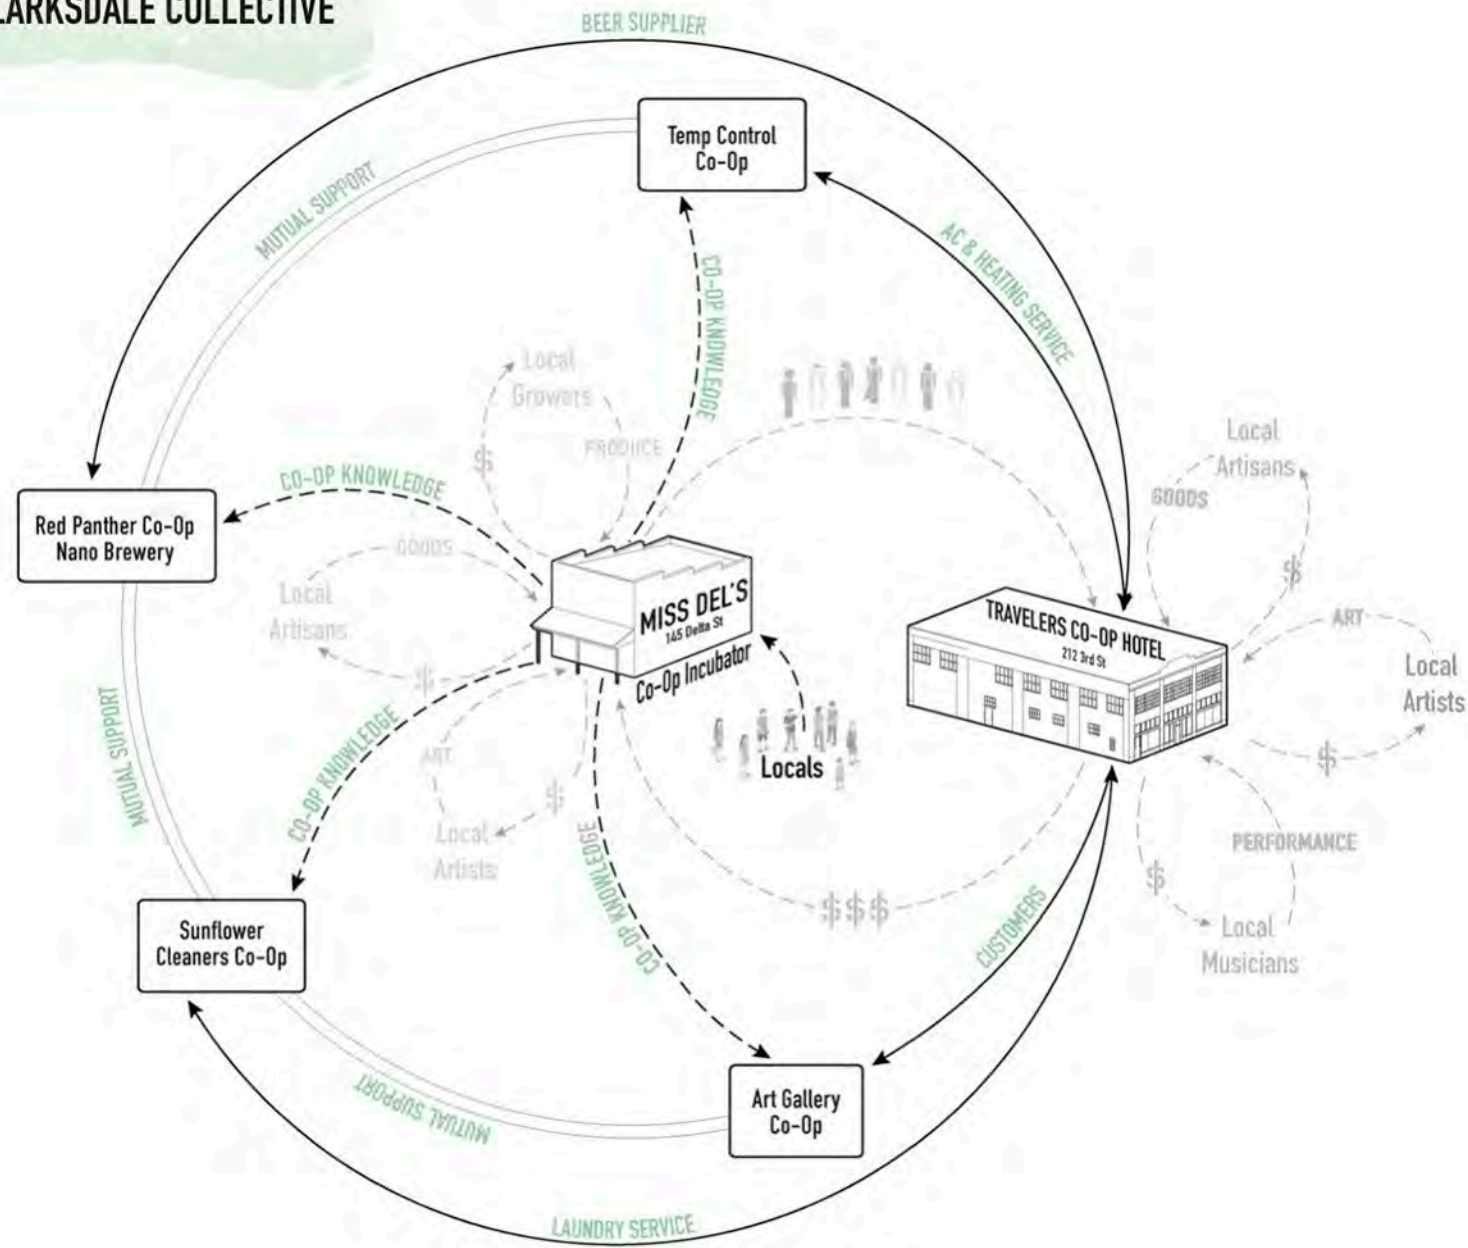 LARKSDALE COLLECTIVE
BEER SUPPLIER
Temp Control
Co-Op
MUTUAL SUPPORT
AC & HEATING SERVICE
CO-OP KNOWLEDGE
Local
Growers
PRODUCE
$
Local
Artisans
GOODS
$
CO-OP KNOWLEDGE
Red Panther Co-Op
Nano Brewery
GOODS
Local
Artisans
$
MISS DEL'S
145 Delta St
Co-Op Incubator
TRAVELERS CO-OP HOTEL
212 3rd St
ART
Local
Artists
$
Locals
MUTUAL SUPPORT
CO-OP KNOWLEDGE
ART
$
Local
Artists
CO-OP KNOWLEDGE
$$$
PERFORMANCE
$
Local
Musicians
CUSTOMERS
Sunflower
Cleaners Co-Op
MUTUAL SUPPORT
Art Gallery
Co-Op
LAUNDRY SERVICE